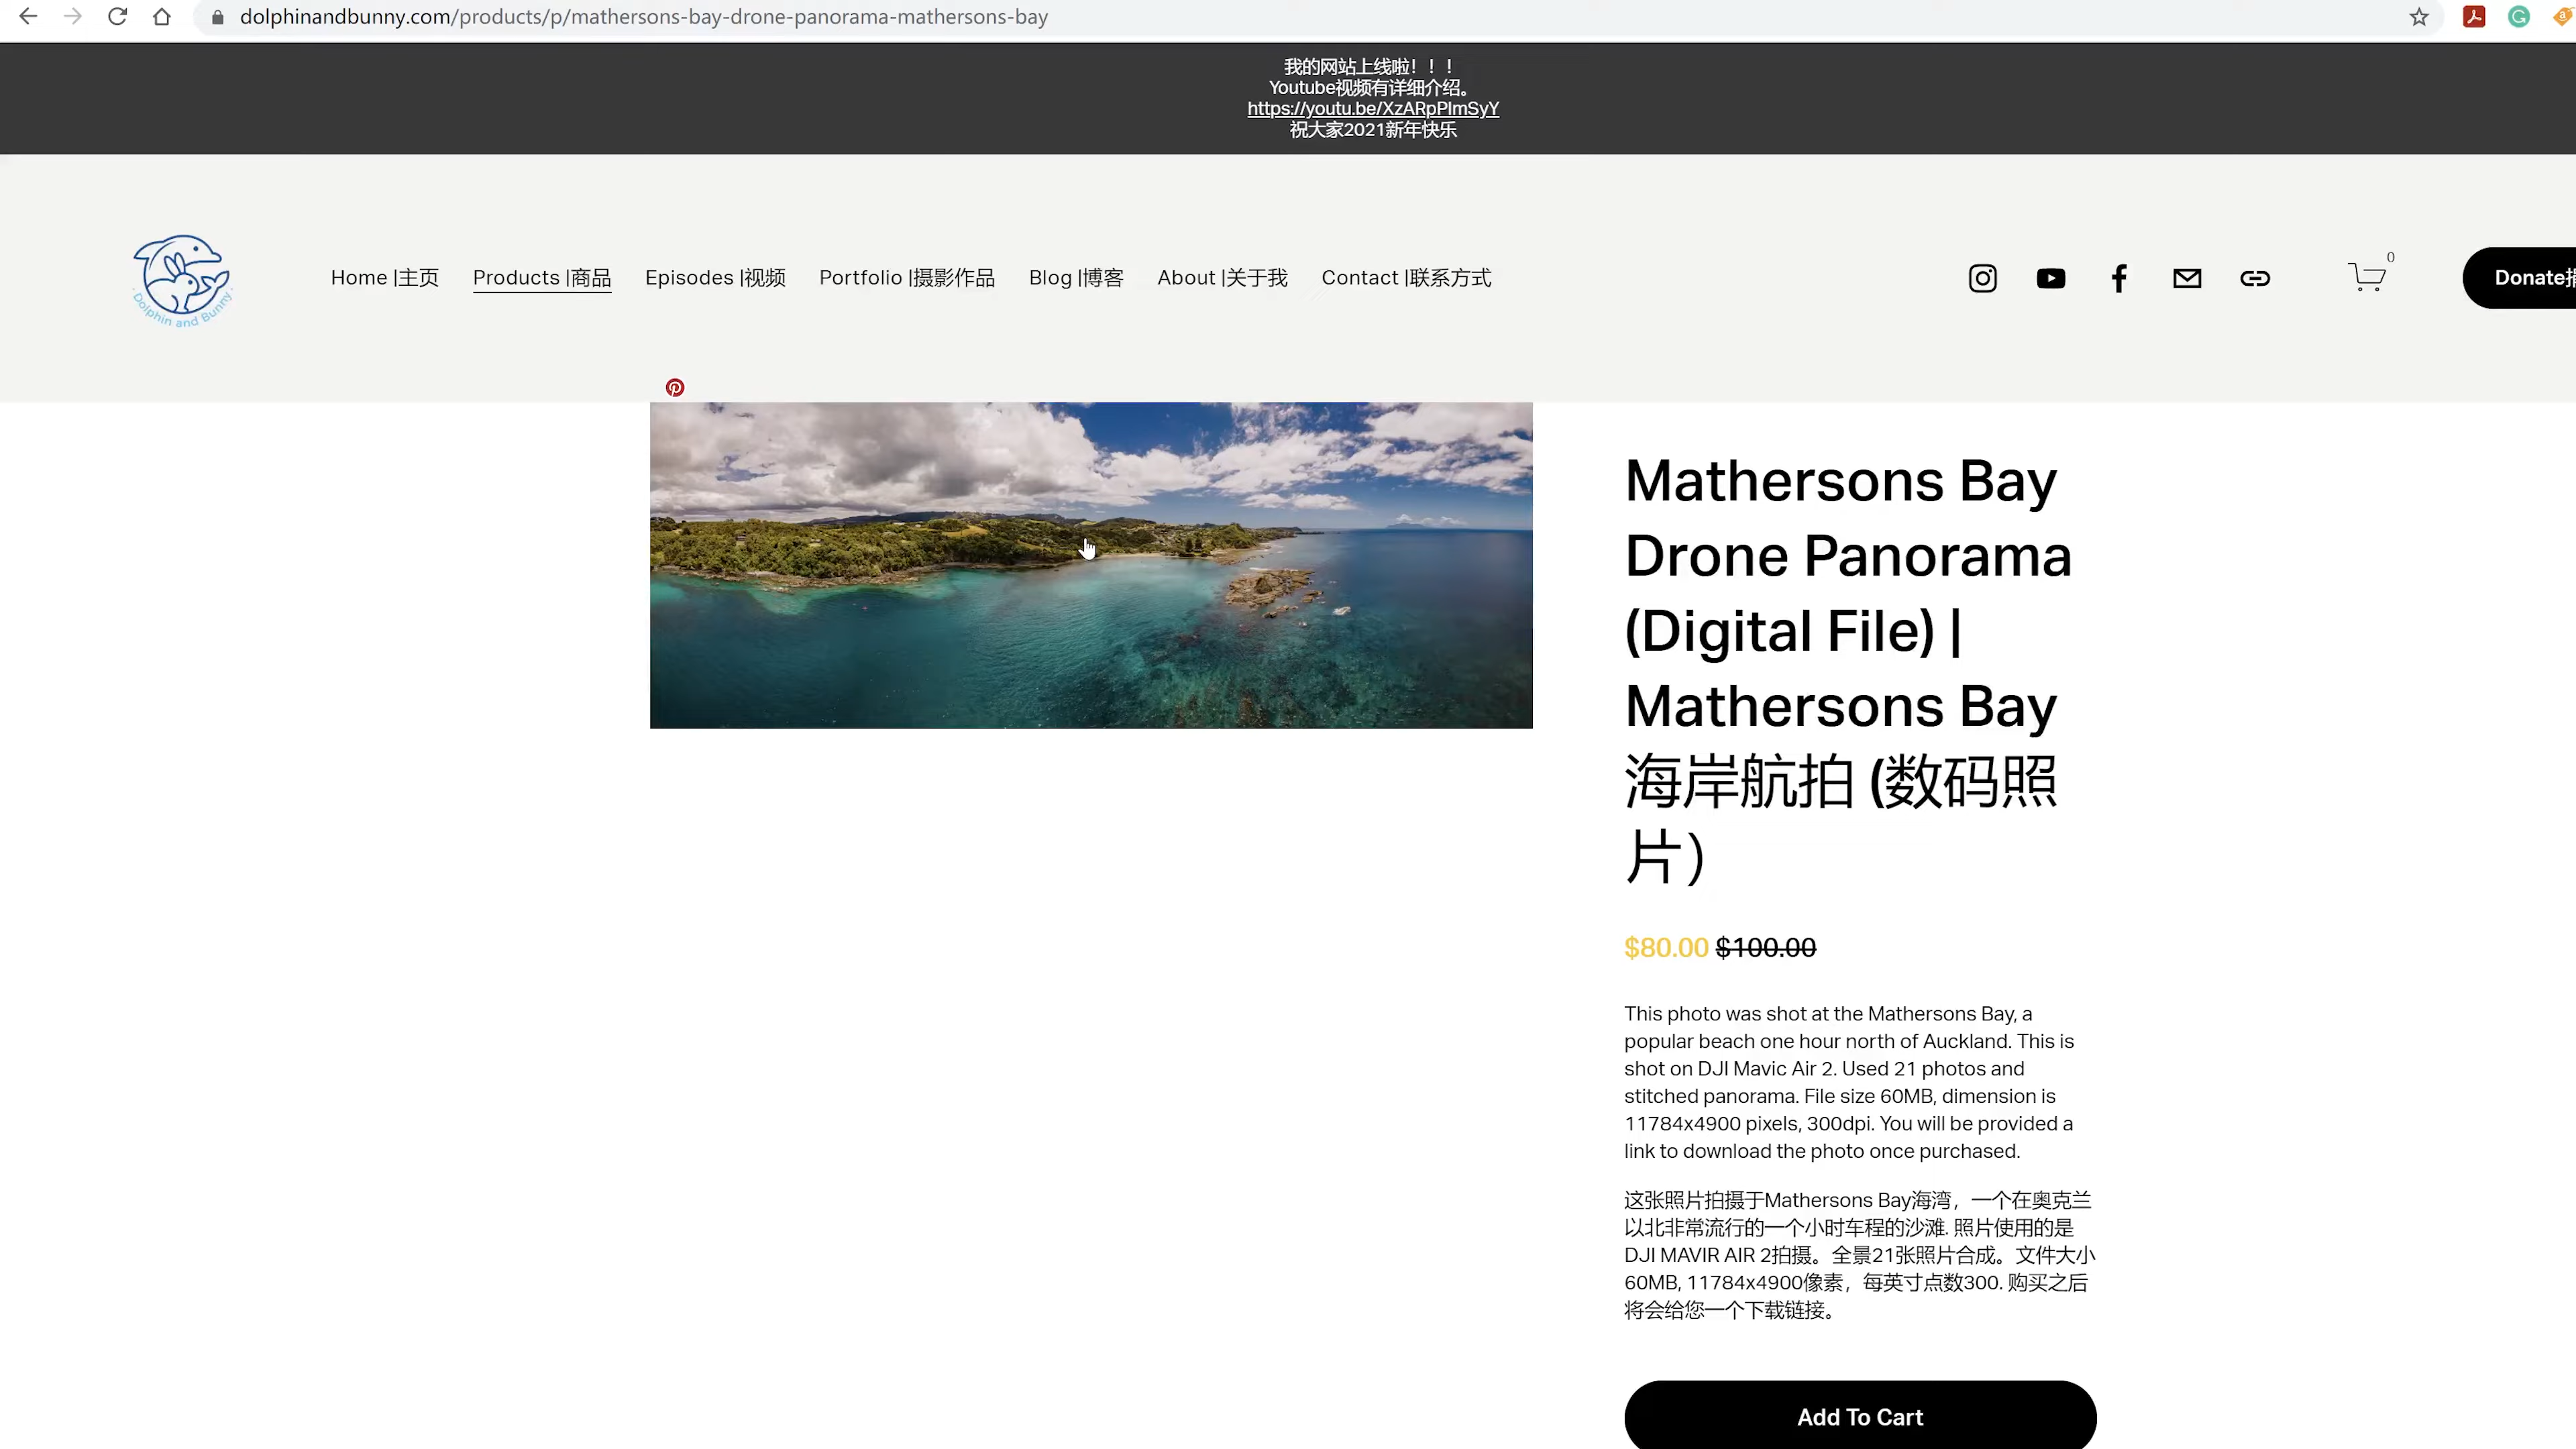 dolphinandbunny.com/products/p/mathersons-bay-drone-panorama-mathersons-bay
我的网站上线啦！！！
Youtube视频有详细介绍。
https://youtu.be/XzARpPImSyY
祝大家2021新年快乐
Dolphin and Bunny
Home |主页
Products |商品
Episodes |视频
Portfolio |摄影作品
Blog |博客
About |关于我
Contact |联系方式
0
Donate
Mathersons Bay
Drone Panorama
(Digital File) |
Mathersons Bay
海岸航拍 (数码照
片）
$80.00 $100.00
This photo was shot at the Mathersons Bay, a
popular beach one hour north of Auckland. This is
shot on DJI Mavic Air 2. Used 21 photos and
stitched panorama. File size 60MB, dimension is
11784x4900 pixels, 300dpi. You will be provided a
link to download the photo once purchased.
这张照片拍摄于Mathersons Bay海湾，一个在奥克兰
以北非常流行的一个小时车程的沙滩. 照片使用的是
DJI MAVIR AIR 2拍摄。全景21张照片合成。文件大小
60MB, 11784x4900像素，每英寸点数300. 购买之后
将会给您一个下载链接。
Add To Cart